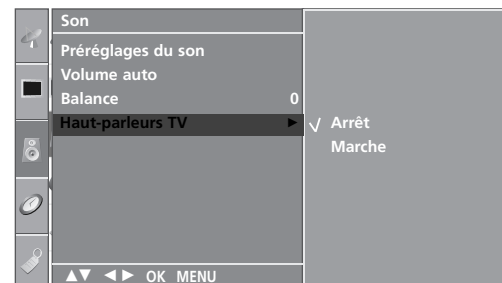 Son
Préréglages du son
Volume auto
Balance 0
Haut-parleurs TV ► √ Arrêt
Marche
▲▼ ◄► OK MENU